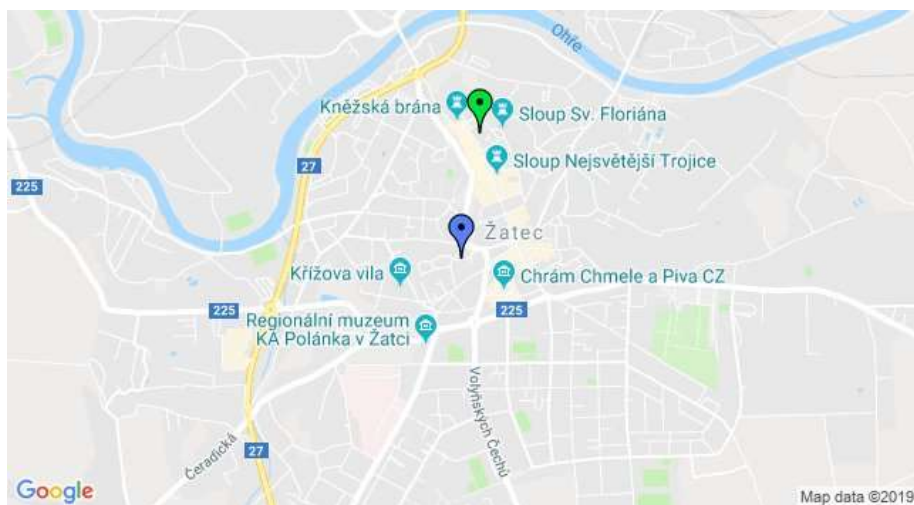 Ohře
Kněžská brána
Sloup Sv. Floriána
Sloup Nejsvětější Trojice
27
225
Žatec
Křížova vila
Chrám Chmele a Piva CZ
225
225
Regionální muzeum
KA Polánka v Žatci
Volyňských Čechů
Čeradická
27
Google
Map data ©2019